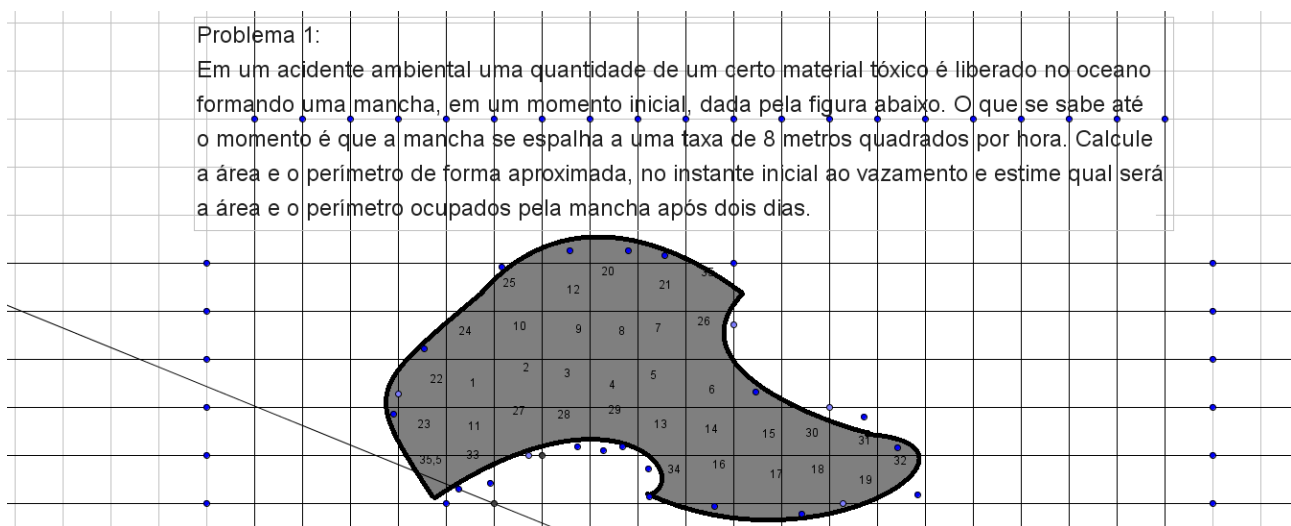 Problema 1:
Em um acidente ambiental uma quantidade de um certo material tóxico é liberado no oceano
formando uma mancha, em um momento inicial, dada pela figura abaixo. O que se sabe até
o momento é que a mancha se espalha a uma taxa de 8 metros quadrados por hora. Calcule
a área e o perímetro de forma aproximada, no instante inicial ao vazamento e estime qual será
a área e o perímetro ocupados pela mancha após dois dias.
20 35
25 12 21
24 10 9 8 7 26
22 1 2 3 4 5 6
23 11 27 28 29 13 14 15 30 31
35,5 33 34 16 17 18 19 32